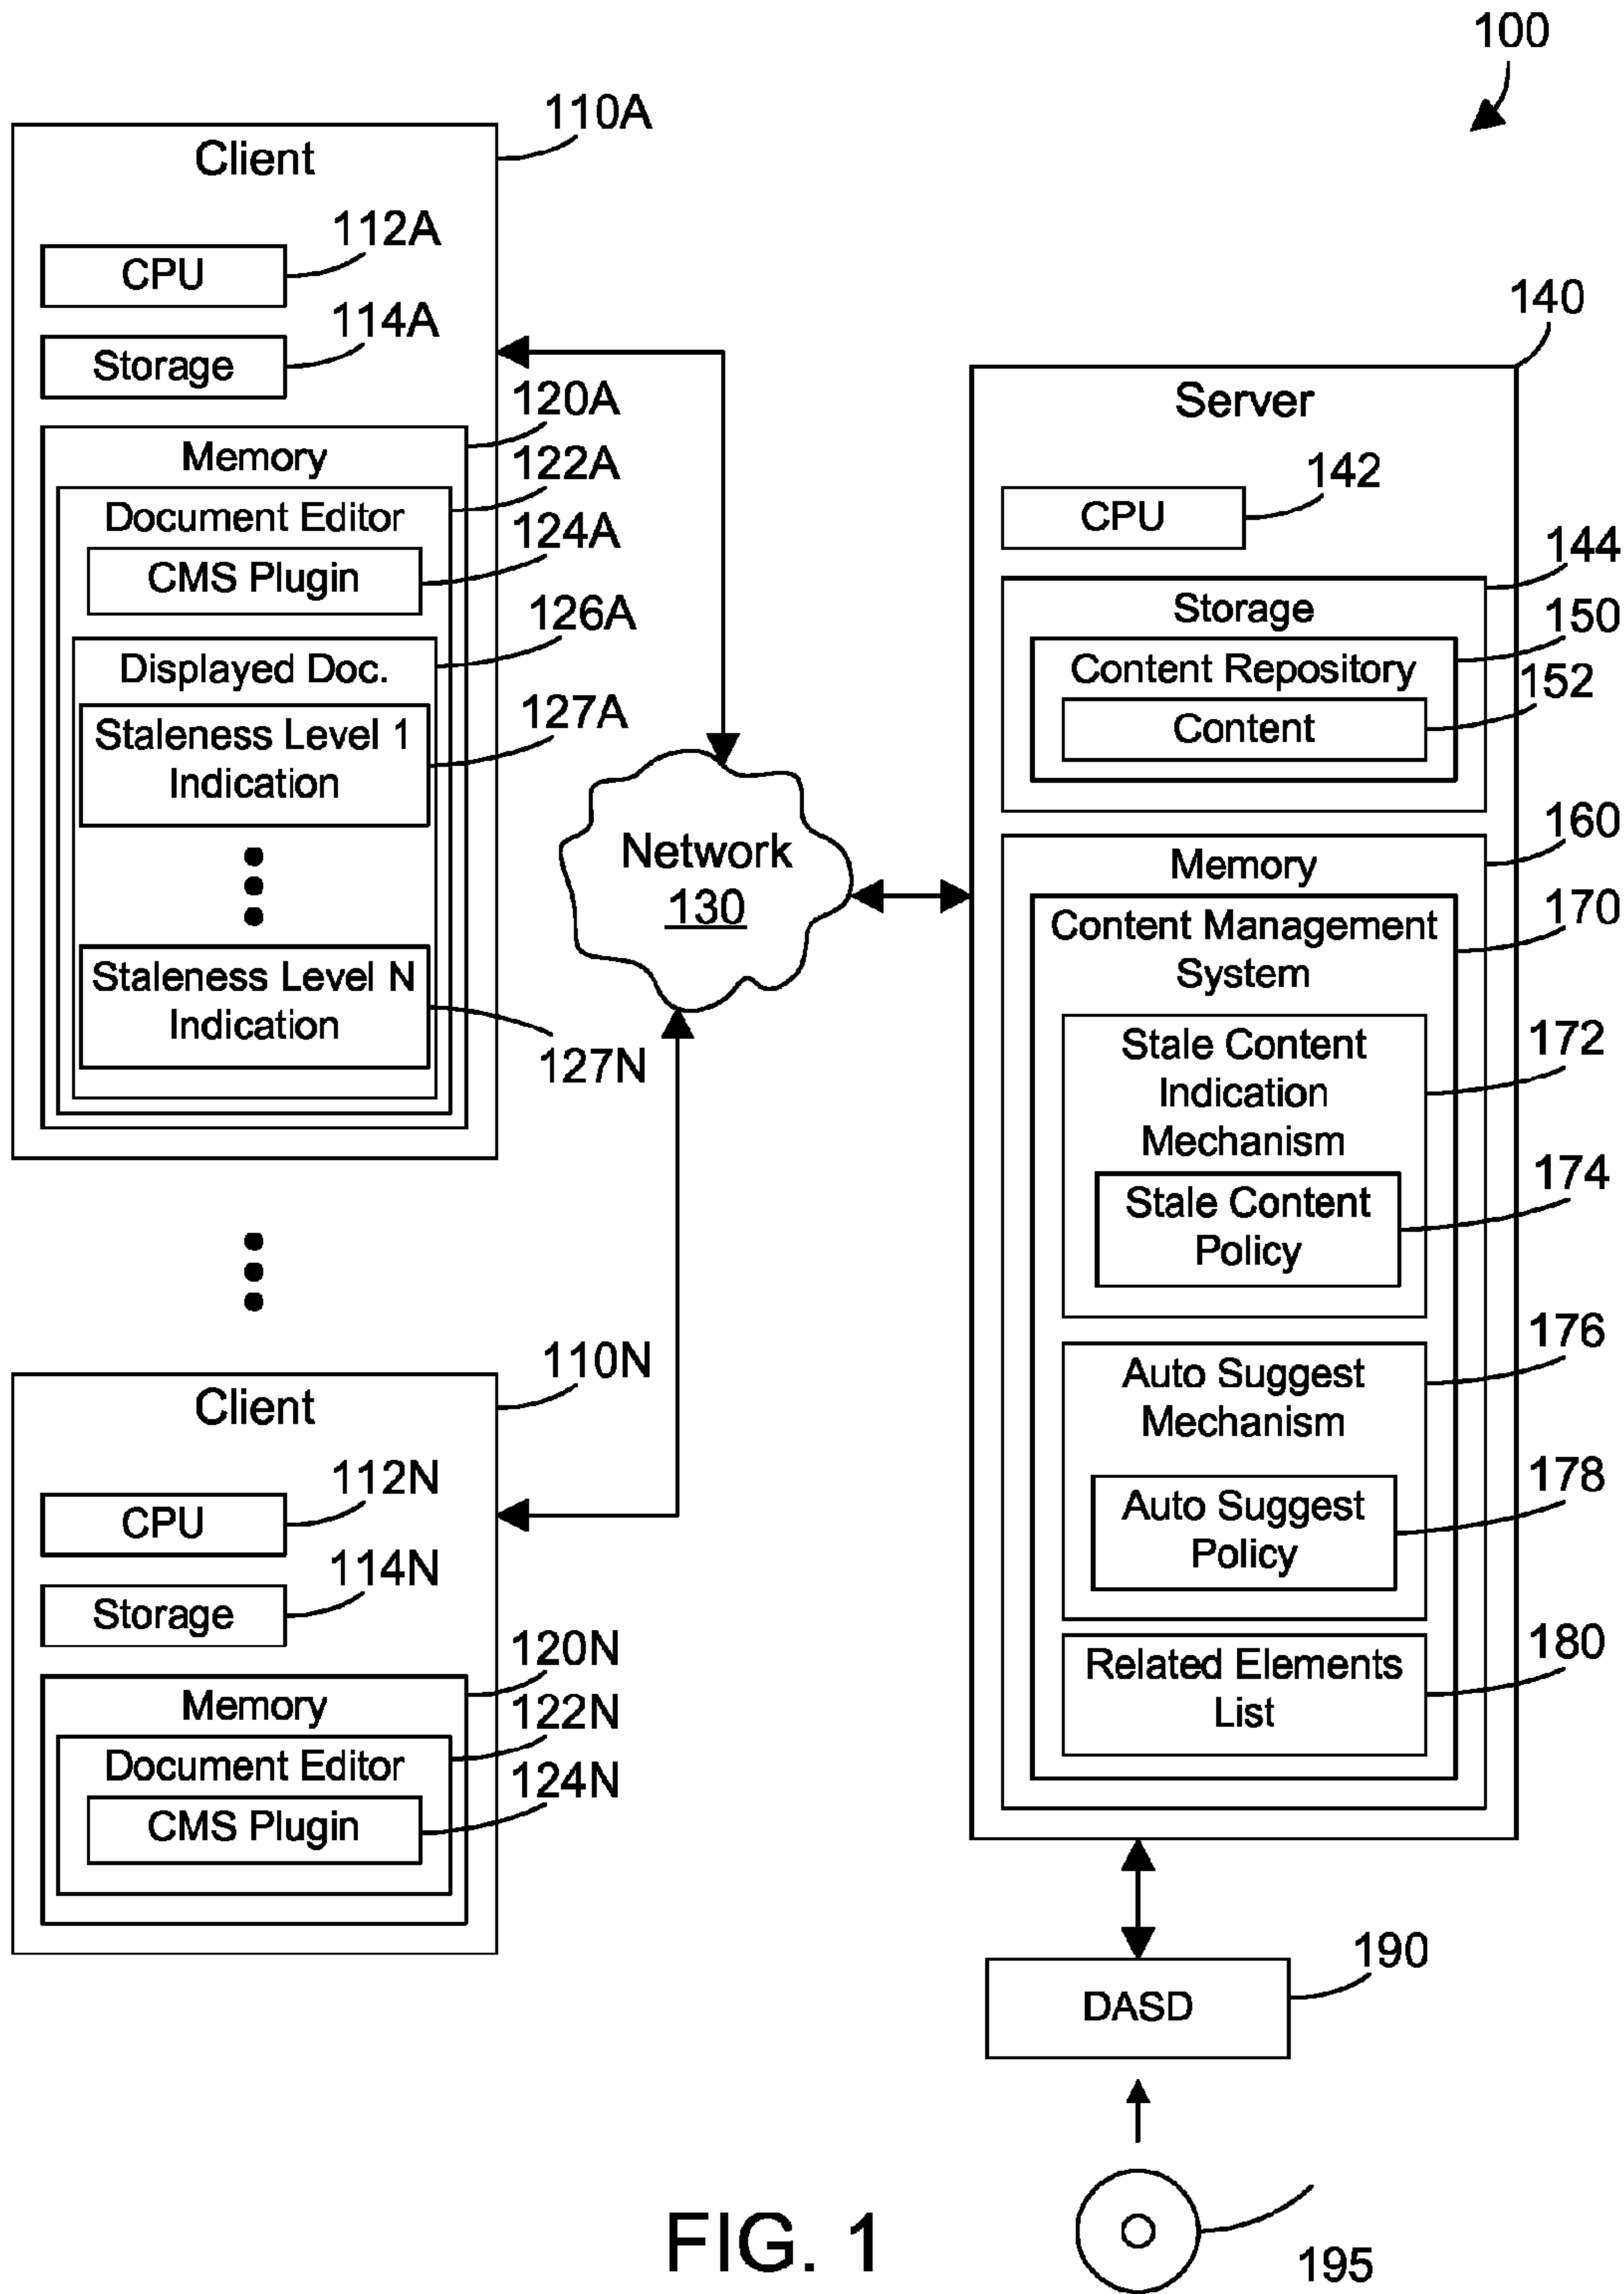 100
110A
Client
112A
CPU
114A
Storage
120A
Memory
122A
Document Editor
124A
CMS Plugin
126A
Displayed Doc.
127A
Staleness Level 1
Indication
Staleness Level N
Indication
127N
110N
Client
112N
CPU
114N
Storage
120N
Memory
122N
Document Editor
124N
CMS Plugin
Network
130
140
Server
142
CPU
144
Storage
150
Content Repository
152
Content
160
Memory
170
Content Management
System
172
Stale Content
Indication
Mechanism
174
Stale Content
Policy
176
Auto Suggest
Mechanism
178
Auto Suggest
Policy
180
Related Elements
List
190
DASD
195
FIG. 1